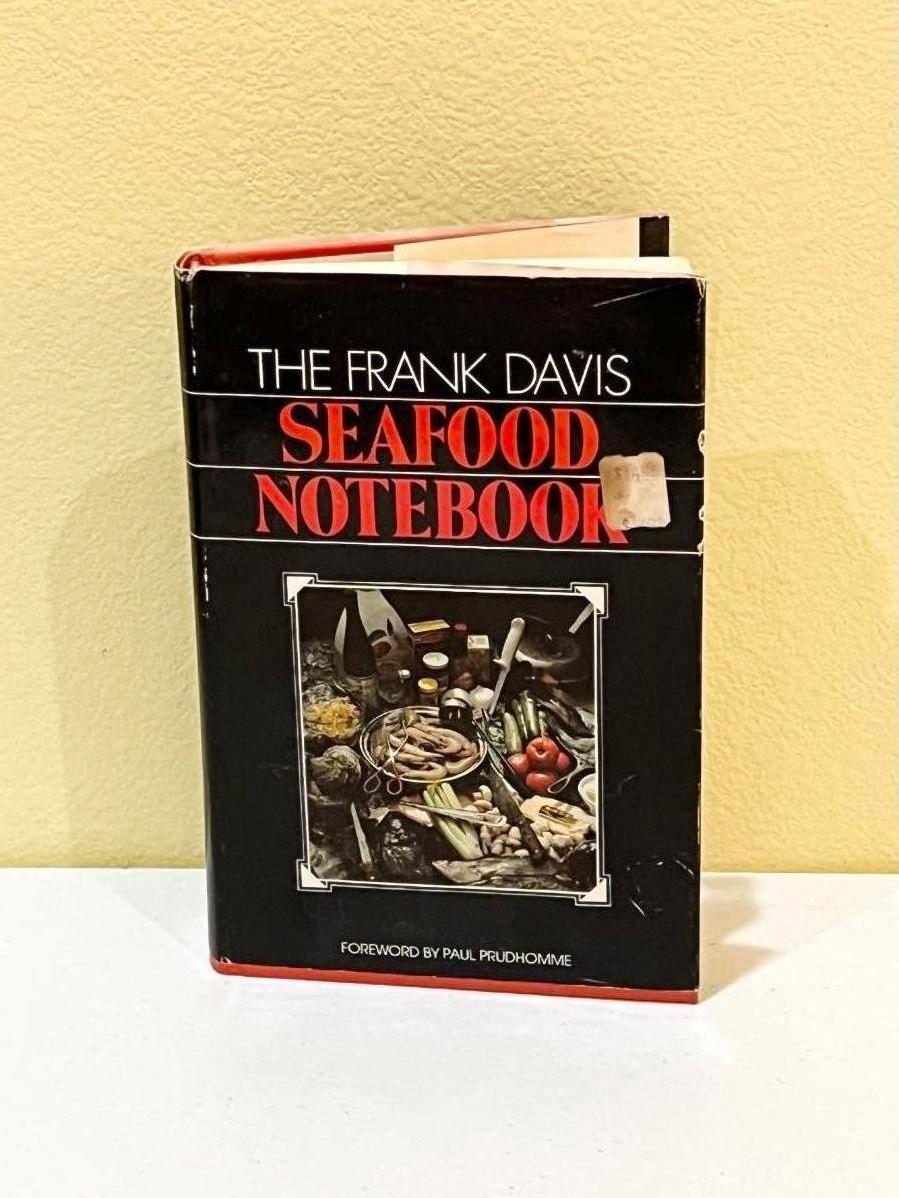 THE FRANK DAVIS
SEAFOOD
NOTEBOOK
FOREWORD BY PAUL PRUDHOMME